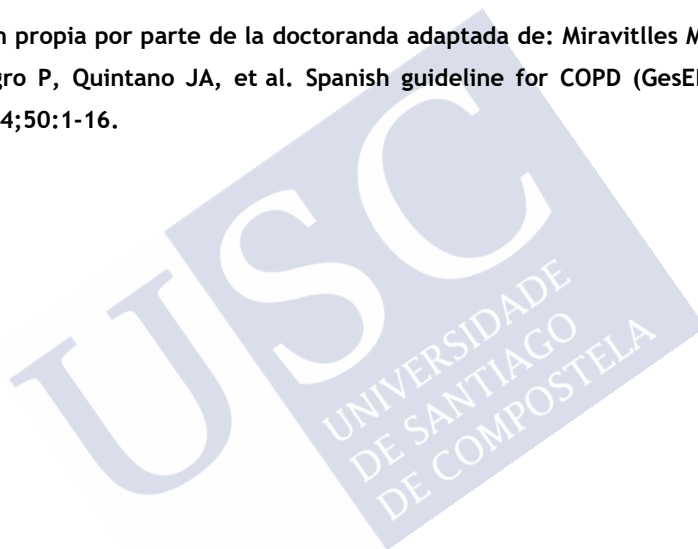 n propia por parte de la doctoranda adaptada de: Miravitlles M
gro P, Quintano JA, et al. Spanish guideline for COPD (GesE
4;50:1-16.
USC
UNIVERSIDADE
DE SANTIAGO
DE COMPOSTELA